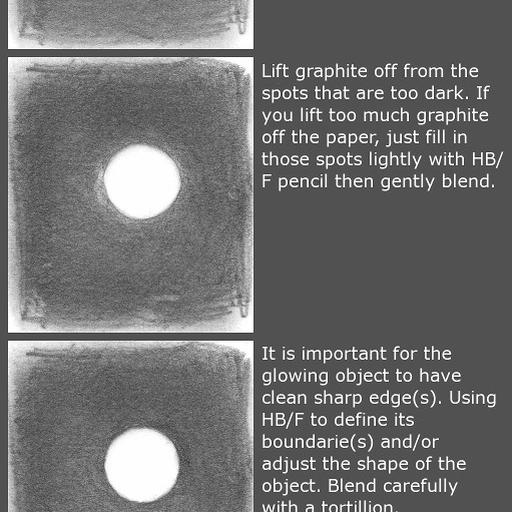 Lift graphite off from the
spots that are too dark. If
you lift too much graphite
off the paper, just fill in
those spots lightly with HB/
F pencil then gently blend.
It is important for the
glowing object to have
clean sharp edge(s). Using
HB/F to define its
boundarie(s) and/or
adjust the shape of the
object. Blend carefully
with a tortillion.